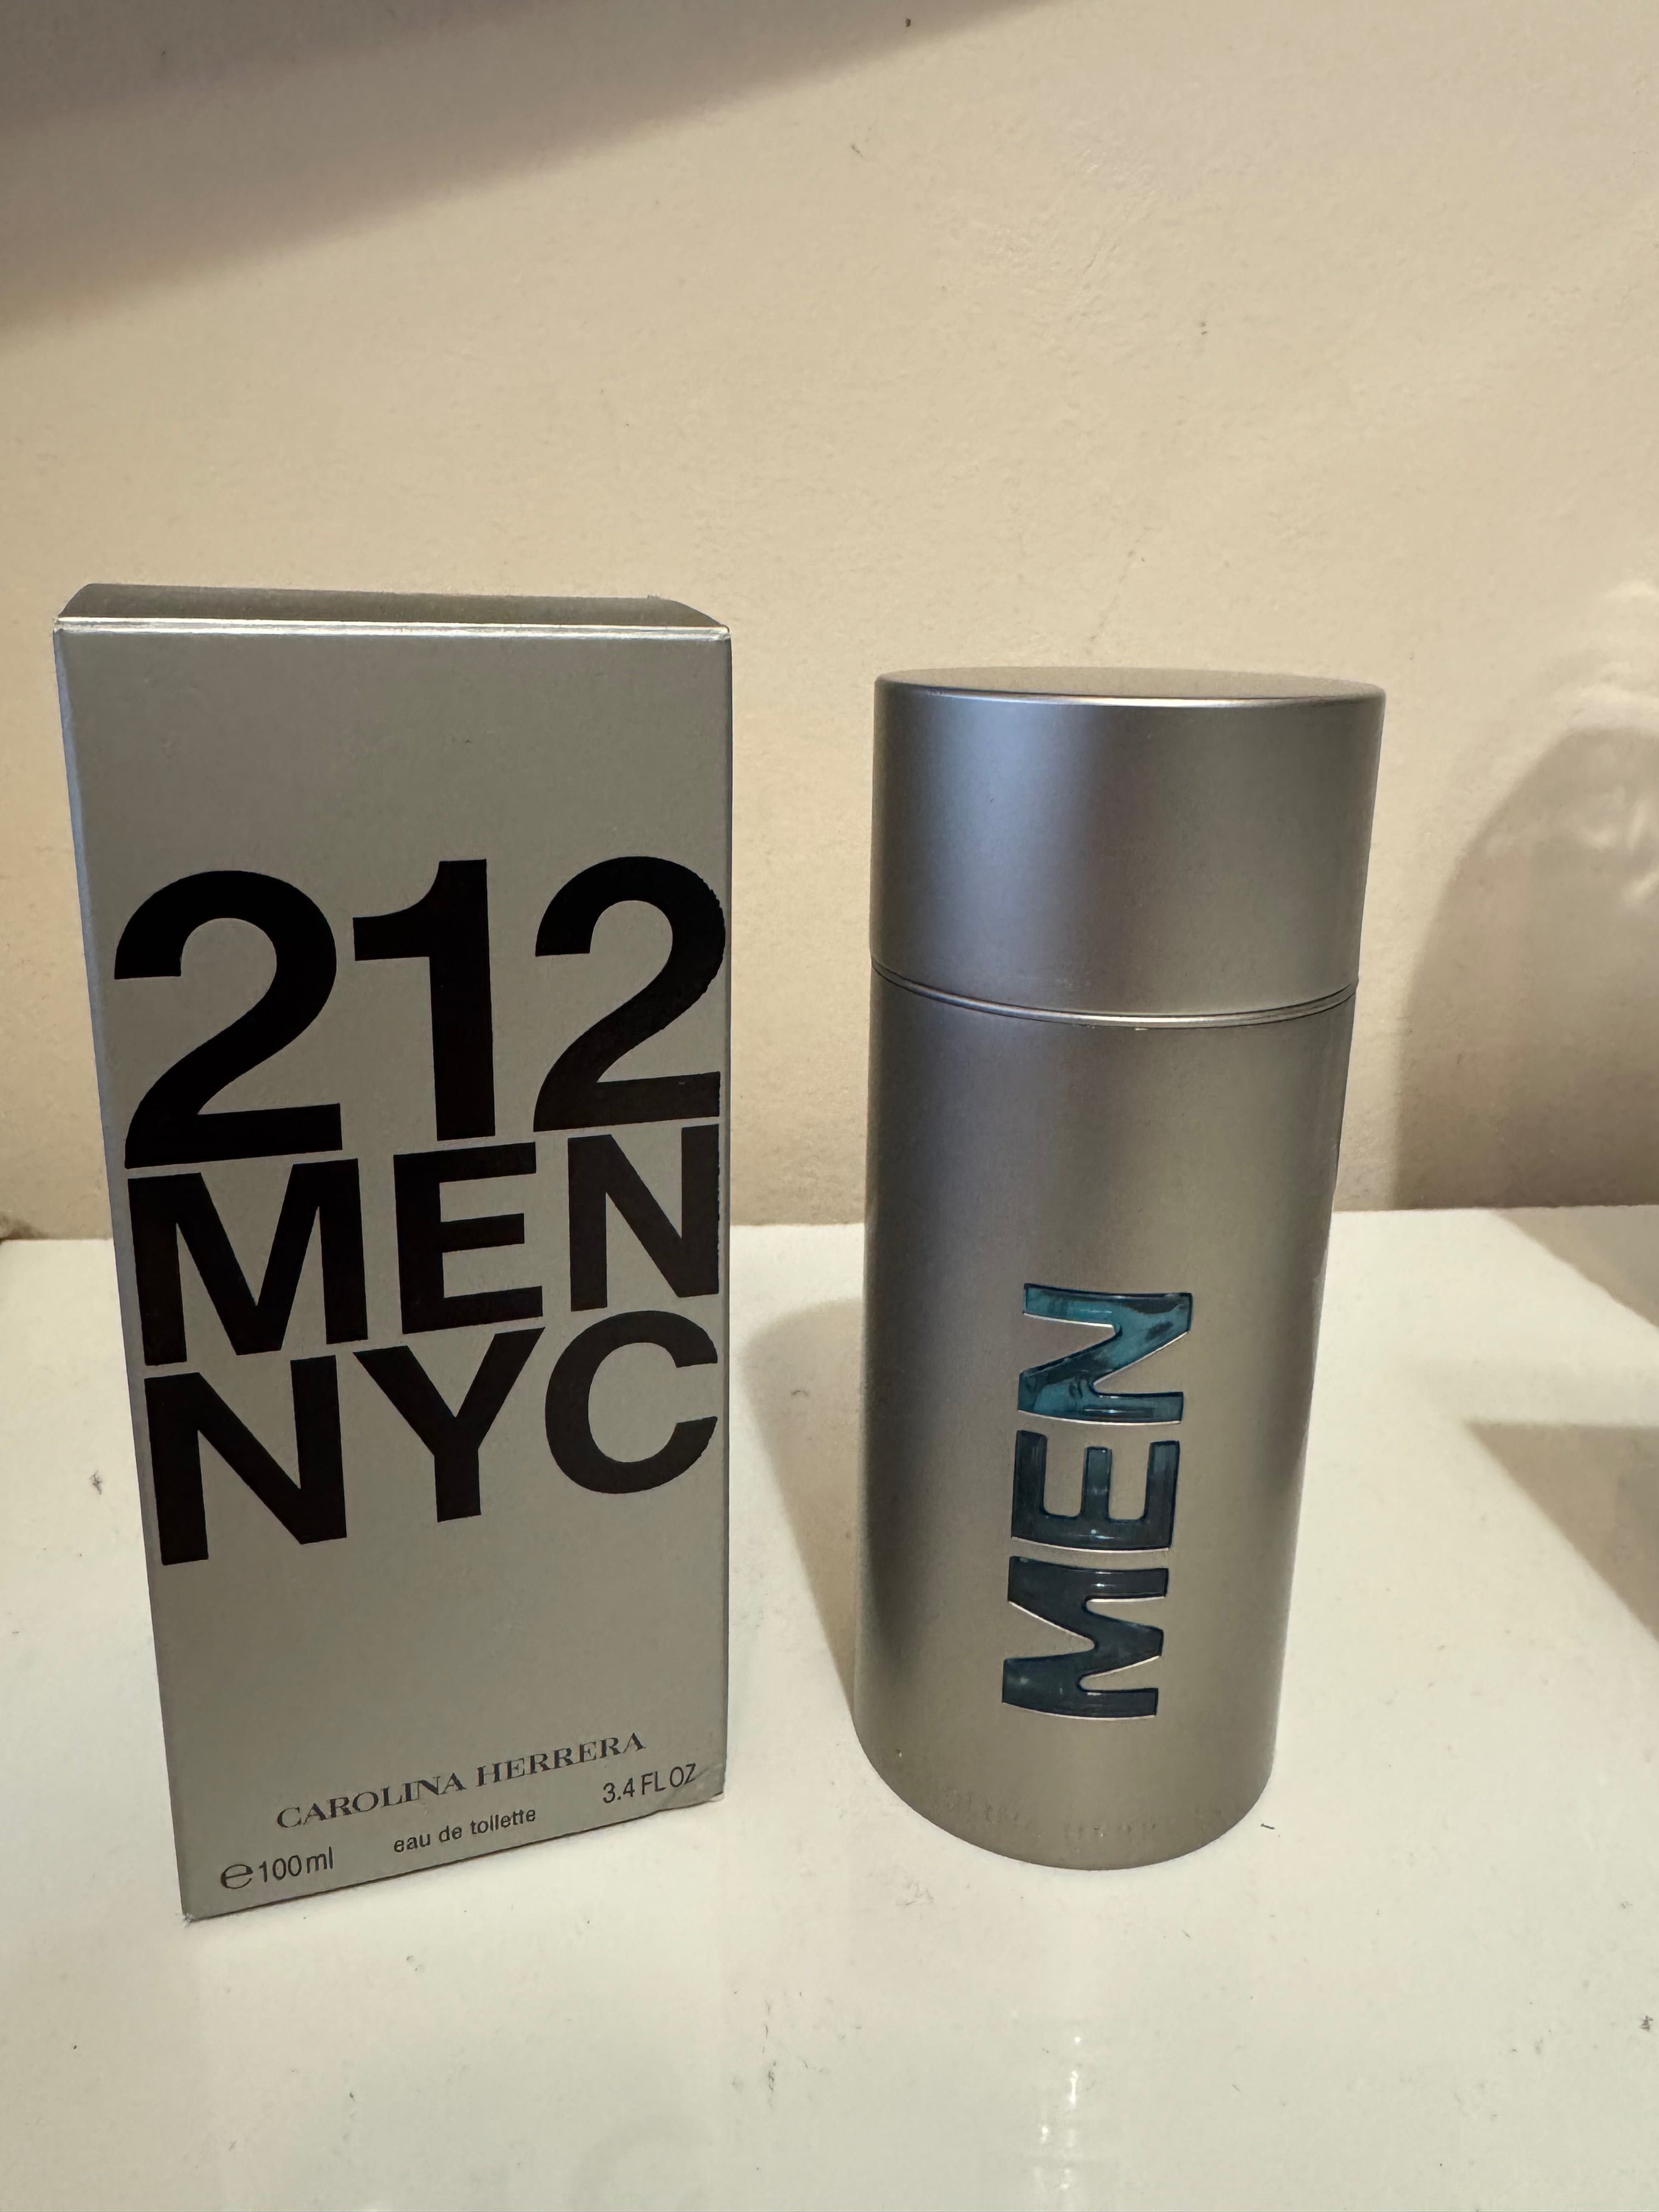 212
MEN
NYC
CAROLINA HERRERA
℮100ml eau de toilette 3.4 FL OZ
MEN